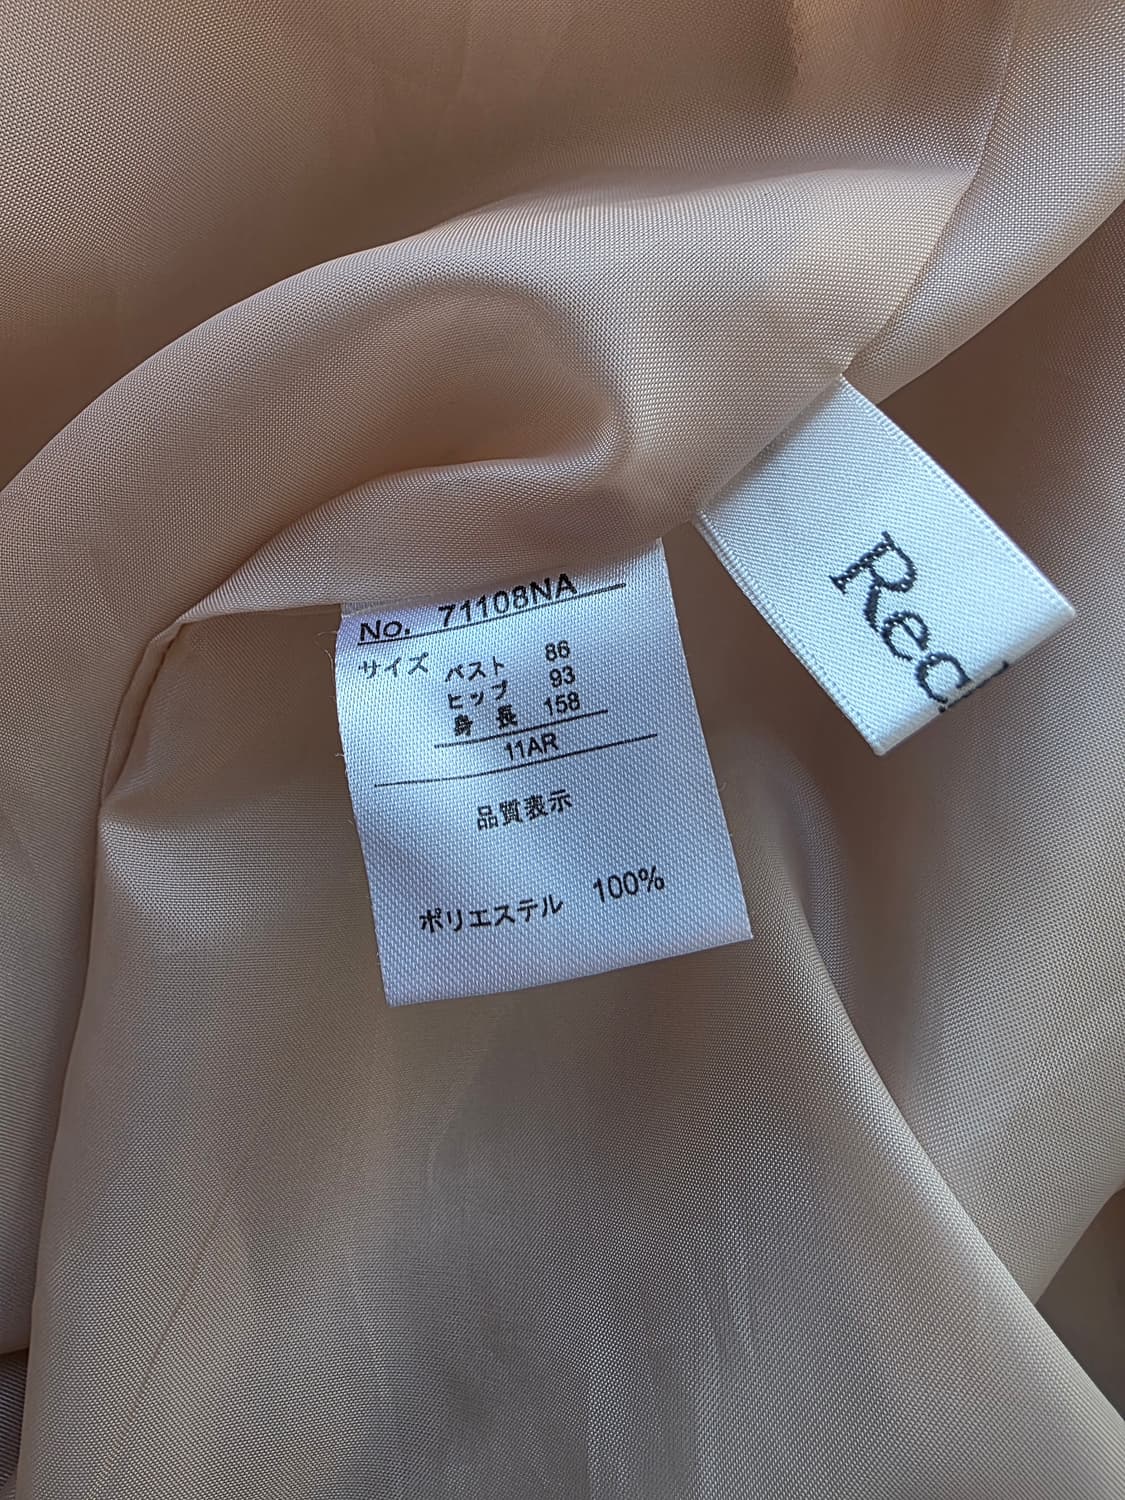 No. 71108NA
サイズ バスト 86
ヒップ 93
身長 158
11AR
品質表示
ポリエステル 100%